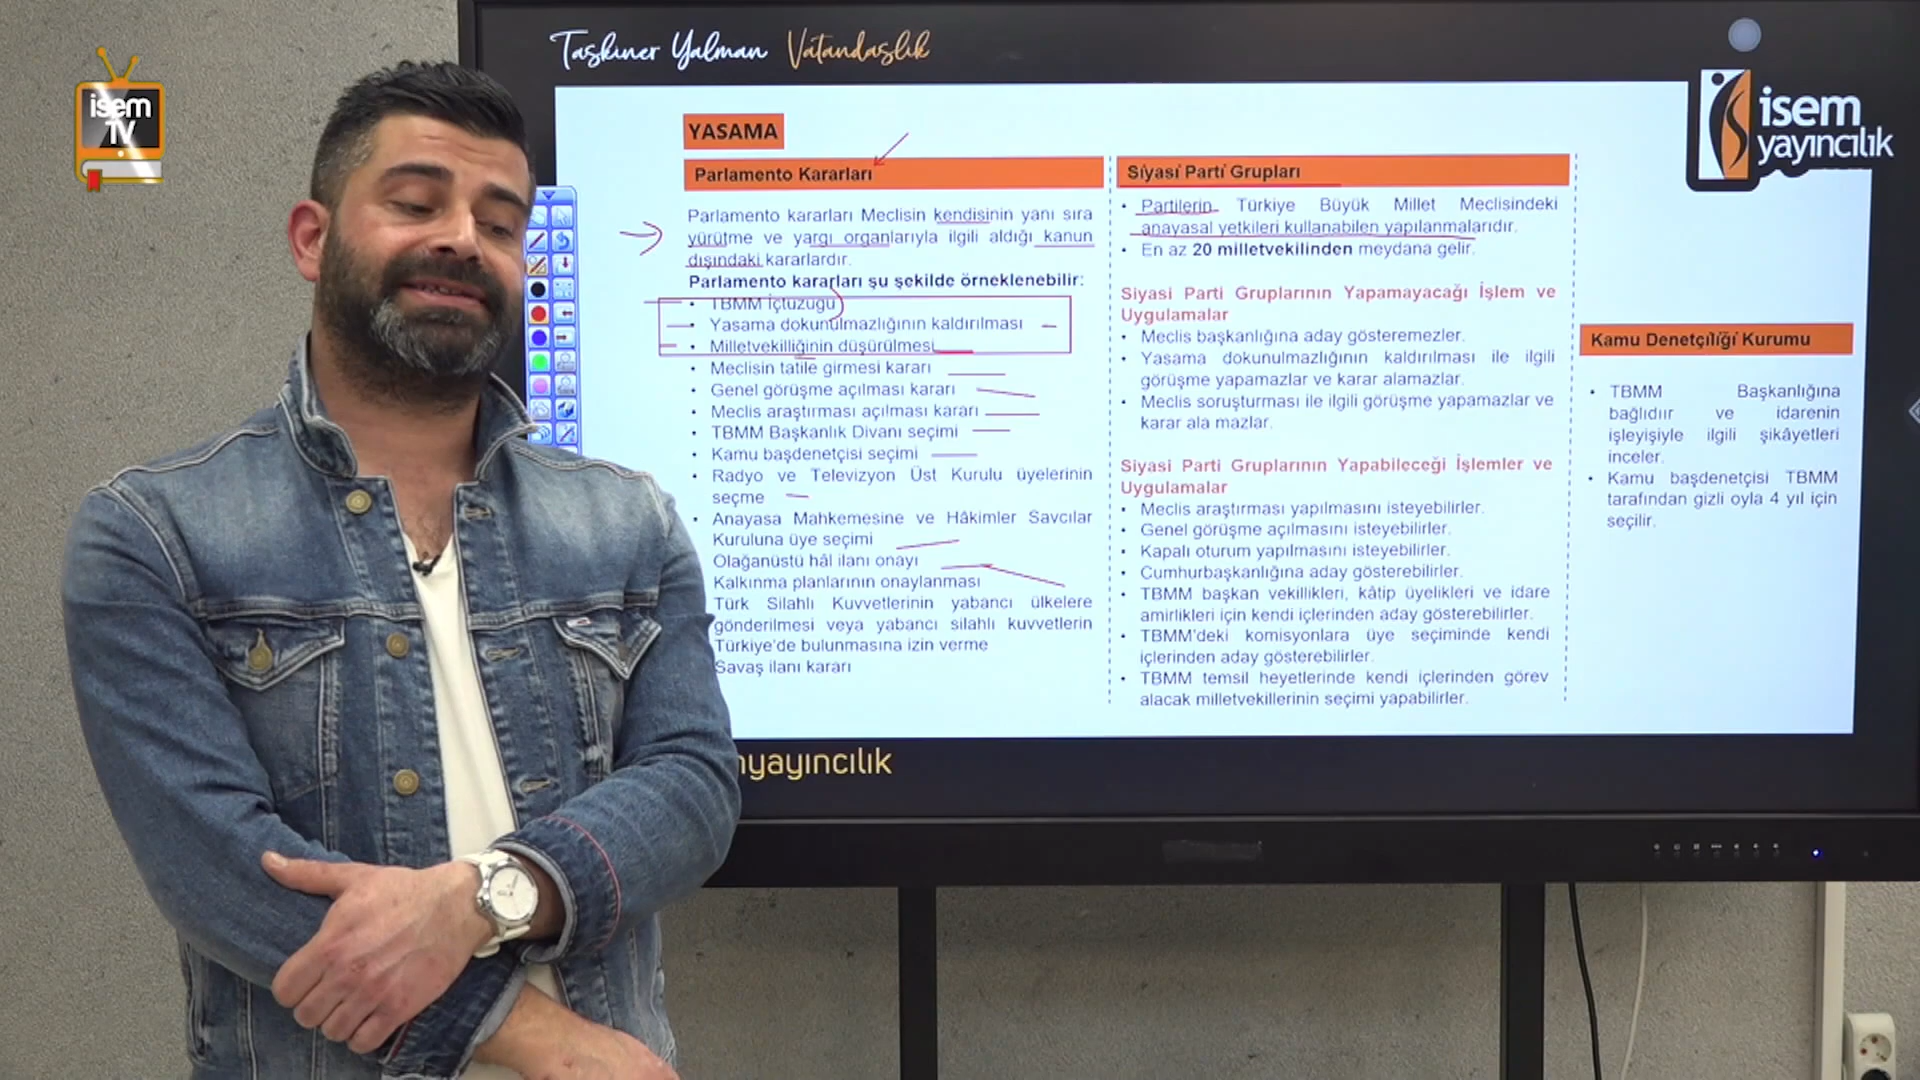 isem
TV
Taşkıner Yalman Vatandaşlık
isem
yayıncılık
YASAMA
Parlamento Kararları
Parlamento kararları Meclisin kendisinin yanı sıra
yürütme ve yargı organlarıyla ilgili aldığı kanun
dışındaki kararlardır.
Parlamento kararları şu şekilde örneklenebilir:
• TBMM İçtüzüğü
• Yasama dokunulmazlığının kaldırılması
• Milletvekilliğinin düşürülmesi
• Meclisin tatile girmesi kararı
• Genel görüşme açılması kararı
• Meclis araştırması açılması kararı
• TBMM Başkanlık Divanı seçimi
• Kamu başdenetçisi seçimi
• Radyo ve Televizyon Üst Kurulu üyelerinin
seçme
• Anayasa Mahkemesine ve Hâkimler Savcılar
Kuruluna üye seçimi
Olağanüstü hâl ilanı onayı
Kalkınma planlarının onaylanması
Türk Silahlı Kuvvetlerinin yabancı ülkelere
gönderilmesi veya yabancı silahlı kuvvetlerin
Türkiye'de bulunmasına izin verme
Savaş ilanı kararı
Siyasi Parti Grupları
• Partilerin Türkiye Büyük Millet Meclisindeki
anayasal yetkileri kullanabilen yapılanmalarıdır.
• En az 20 milletvekilinden meydana gelir.
Siyasi Parti Gruplarının Yapamayacağı İşlem ve
Uygulamalar
• Meclis başkanlığına aday gösteremezler.
• Yasama dokunulmazlığının kaldırılması ile ilgili
görüşme yapamazlar ve karar alamazlar.
• Meclis soruşturması ile ilgili görüşme yapamazlar ve
karar ala mazlar.
Siyasi Parti Gruplarının Yapabileceği İşlemler ve
Uygulamalar
• Meclis araştırması yapılmasını isteyebilirler.
• Genel görüşme açılmasını isteyebilirler.
• Kapalı oturum yapılmasını isteyebilirler.
• Cumhurbaşkanlığına aday gösterebilirler.
• TBMM başkan vekillikleri, kâtip üyelikleri ve idare
amirlikleri için kendi içlerinden aday gösterebilirler.
• TBMM'deki komisyonlara üye seçiminde kendi
içlerinden aday gösterebilirler.
• TBMM temsil heyetlerinde kendi içlerinden görev
alacak milletvekillerinin seçimi yapabilirler.
Kamu Denetçiliği Kurumu
• TBMM Başkanlığına
bağlıdıır ve idarenin
işleyişiyle ilgili şikâyetleri
inceler.
• Kamu başdenetçisi TBMM
tarafından gizli oyla 4 yıl için
seçilir.
yayıncılık